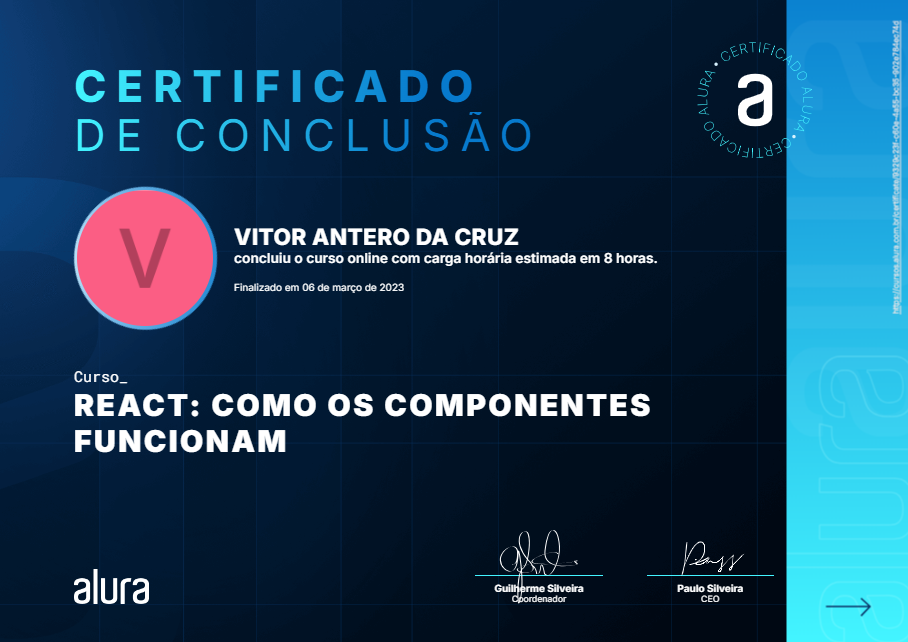 CERTIFICADO
DE CONCLUSÃO
CERTIFICADO ALURA • CERTIFICADO ALURA • CERTIFICADO ALURA •
a
V
VITOR ANTERO DA CRUZ
concluiu o curso online com carga horária estimada em 8 horas.
Finalizado em 06 de março de 2023
Curso_
REACT: COMO OS COMPONENTES
FUNCIONAM
alura
Guilherme Silveira
Coordenador
Paulo Silveira
CEO
alura